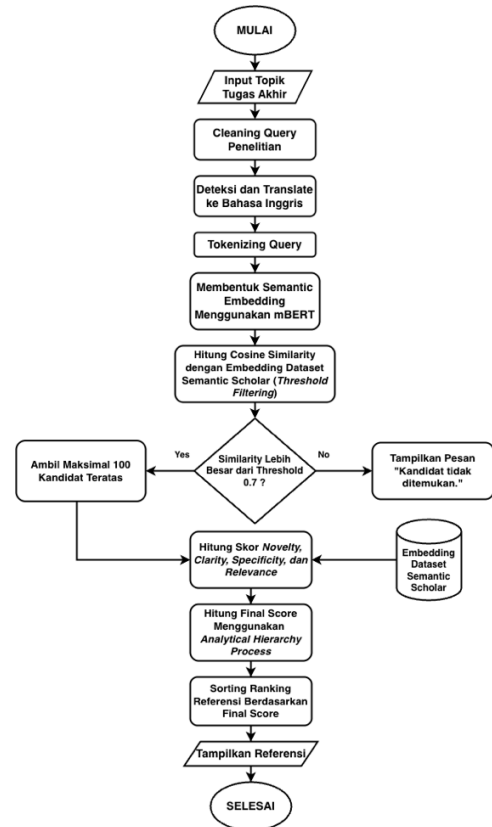 MULAI
Input Topik
Tugas Akhir
Cleaning Query
Penelitian
Deteksi dan Translate
ke Bahasa Inggris
Tokenizing Query
Membentuk Semantic
Embedding
Menggunakan mBERT
Hitung Cosine Similarity
dengan Embedding Dataset
Semantic Scholar (Threshold
Filtering)
Similarity Lebih
Besar dari Threshold
0.7 ?
Yes
No
Ambil Maksimal 100
Kandidat Teratas
Tampilkan Pesan
"Kandidat tidak
ditemukan."
Hitung Skor Novelty,
Clarity, Specificity, dan
Relevance
Embedding
Dataset
Semantic
Scholar
Hitung Final Score
Menggunakan
Analytical Hierarchy
Process
Sorting Ranking
Referensi Berdasarkan
Final Score
Tampilkan Referensi
SELESAI